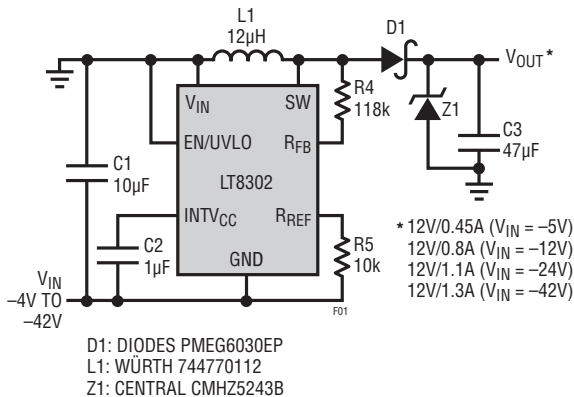 L1
12µH
D1
VOUT*
VIN
SW
R4
118k
Z1
EN/UVLO
RFB
C3
47µF
C1
10µF
LT8302
INTVCC
RREF
C2
1µF
GND
R5
10k
* 12V/0.45A (VIN = –5V)
12V/0.8A (VIN = –12V)
12V/1.1A (VIN = –24V)
12V/1.3A (VIN = –42V)
VIN
–4V TO
–42V
F01
D1: DIODES PMEG6030EP
L1: WÜRTH 744770112
Z1: CENTRAL CMHZ5243B